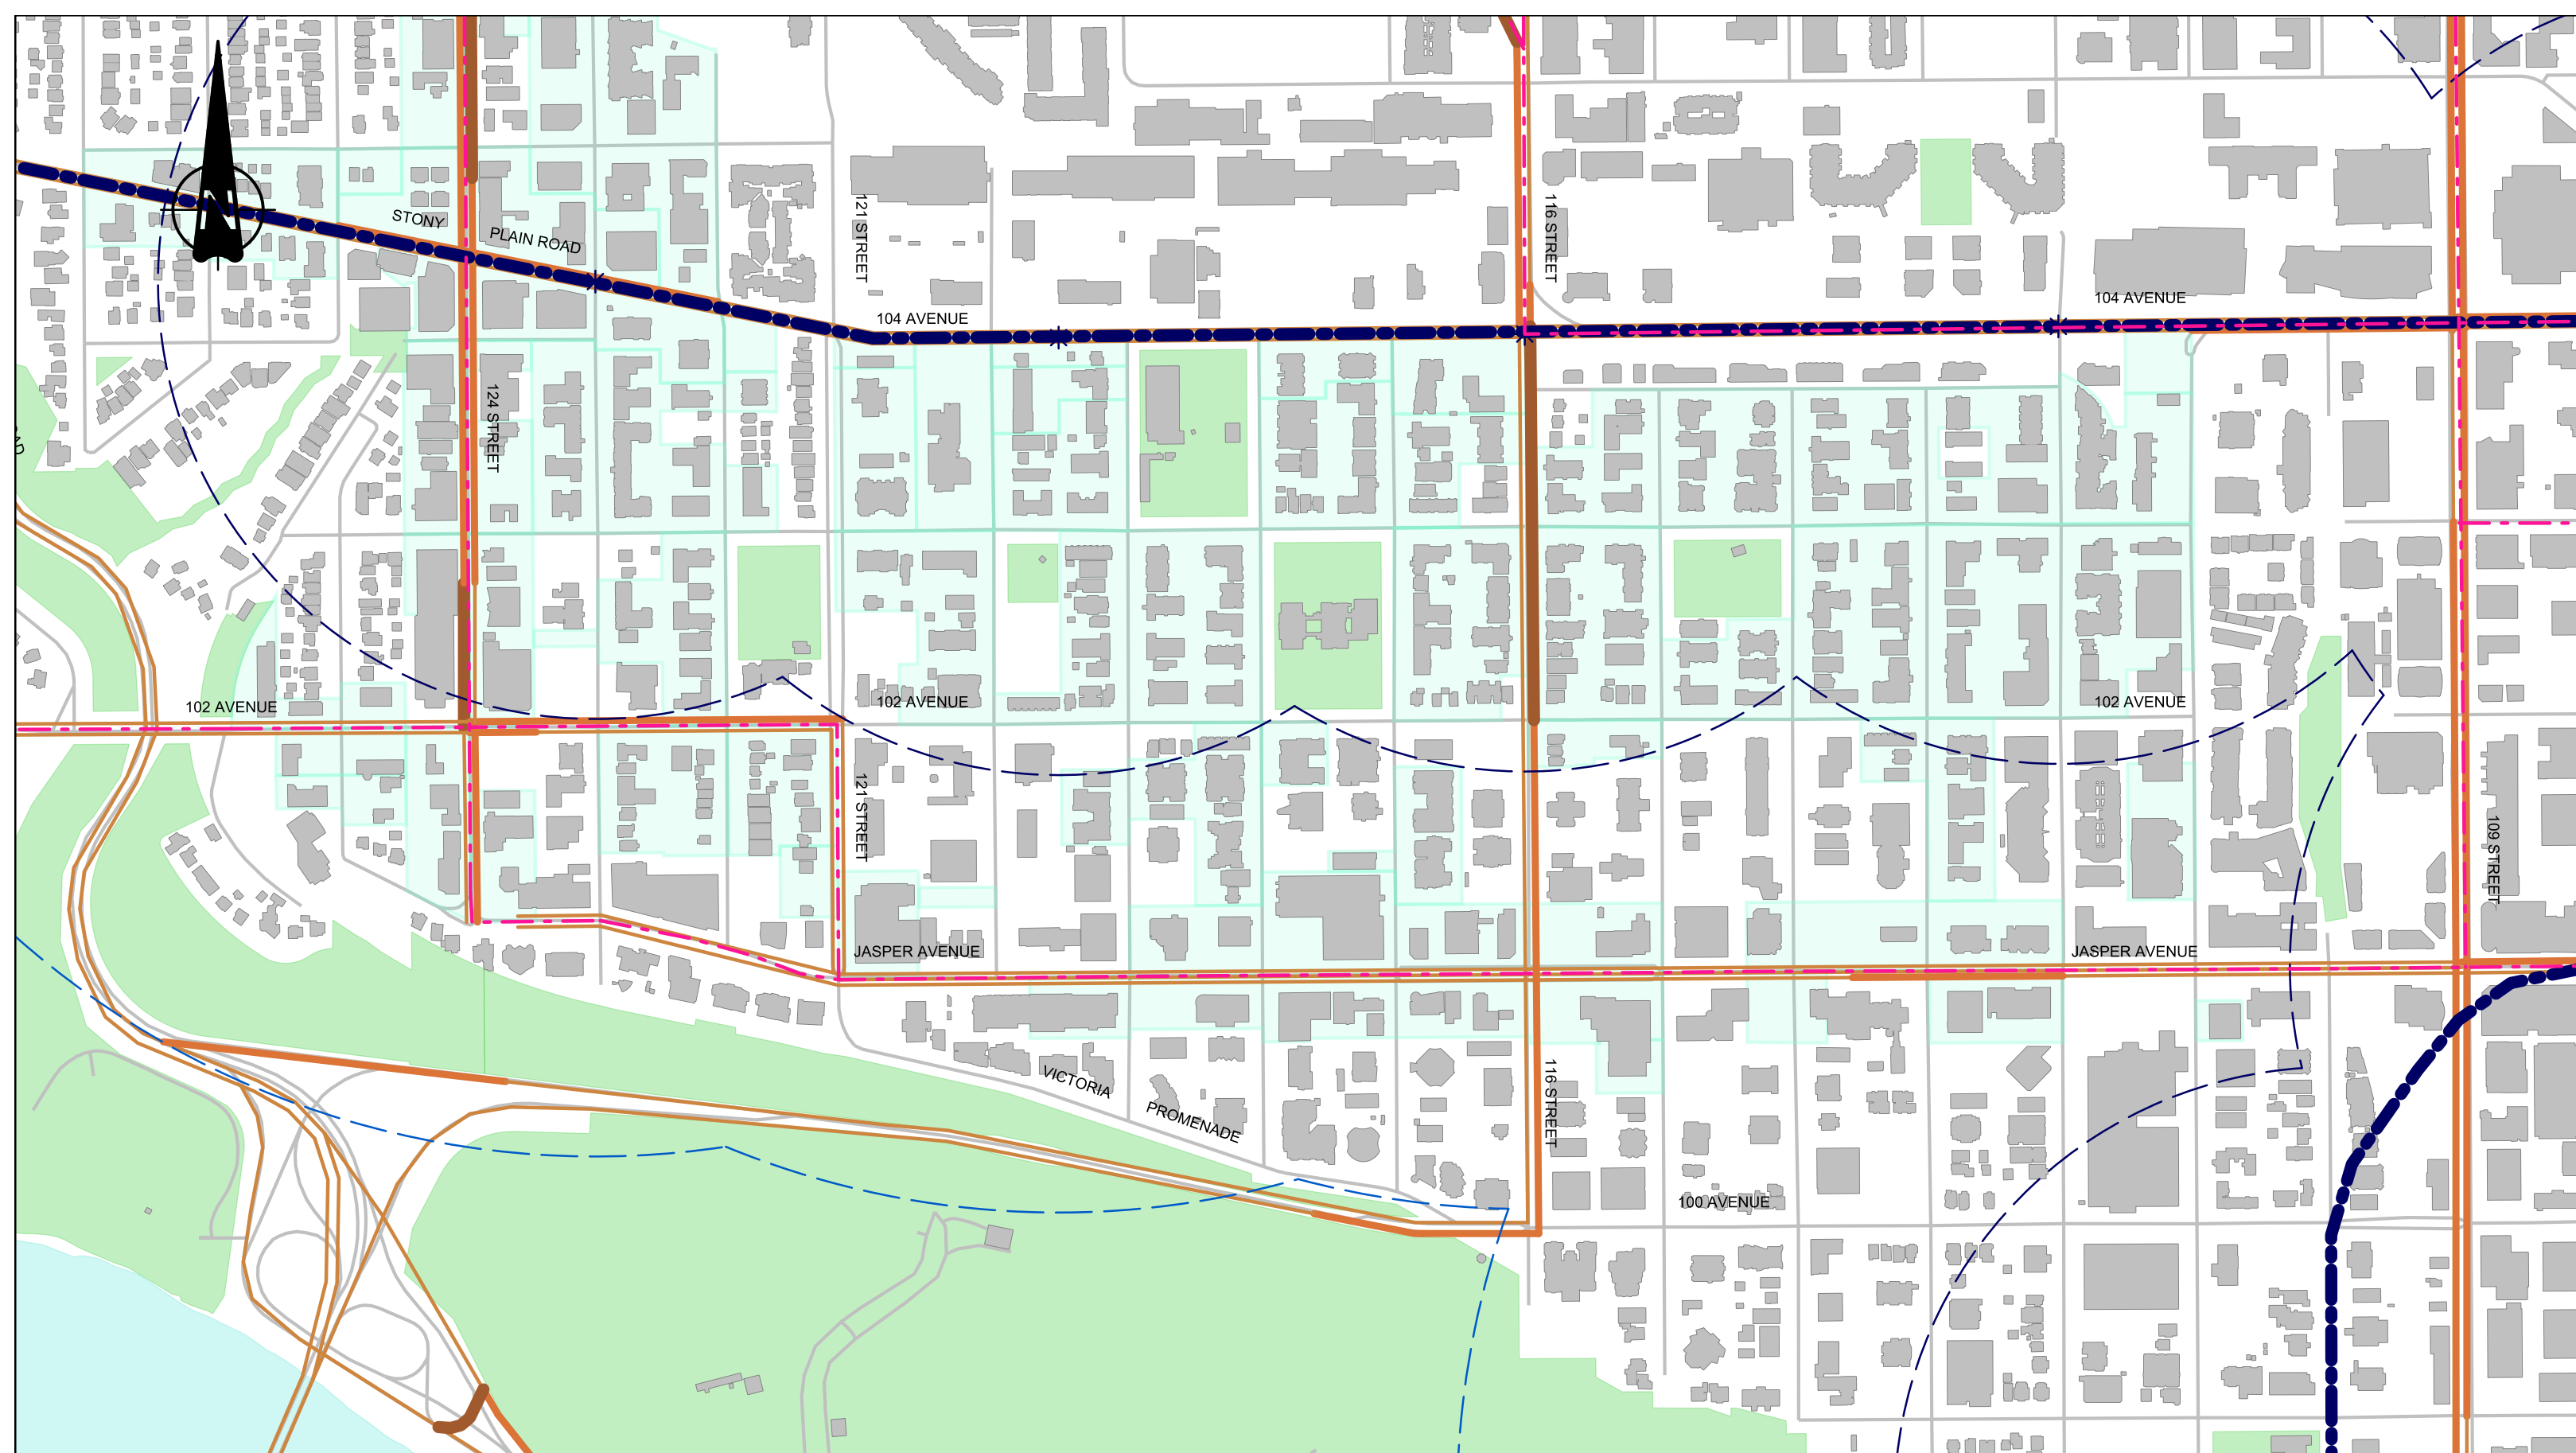 N
STONY
PLAIN ROAD
121 STREET
116 STREET
104 AVENUE
104 AVENUE
124 STREET
102 AVENUE
102 AVENUE
102 AVENUE
121 STREET
109 STREET
JASPER AVENUE
JASPER AVENUE
VICTORIA
PROMENADE
116 STREET
100 AVENUE